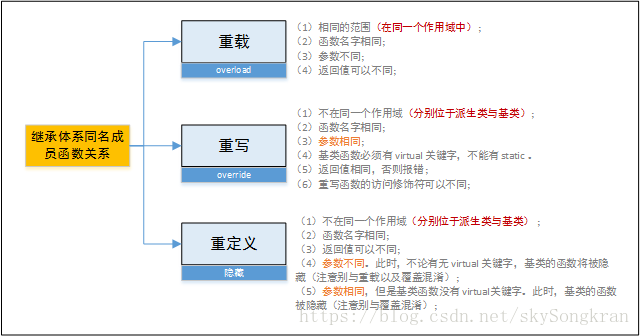 继承体系同名成
员函数关系
重载
overload
（1）相同的范围（在同一个作用域中）；
（2）函数名字相同；
（3）参数不同；
（4）返回值可以不同；
重写
override
（1）不在同一个作用域（分别位于派生类与基类）；
（2）函数名字相同；
（3）参数相同；
（4）基类函数必须有 virtual 关键字，不能有 static 。
（5）返回值相同，否则报错；
（6）重写函数的访问修饰符可以不同；
重定义
隐藏
（1）不在同一个作用域（分别位于派生类与基类）；
（2）函数名字相同；
（3）返回值可以不同；
（4）参数不同。此时，不论有无 virtual 关键字，基类的函数将被隐
藏（注意别与重载以及覆盖混淆）；
（5）参数相同，但是基类函数没有 virtual关键字。此时，基类的函数
被隐藏（注意别与覆盖混淆）；
https://blog.csdn.net/skySongkran